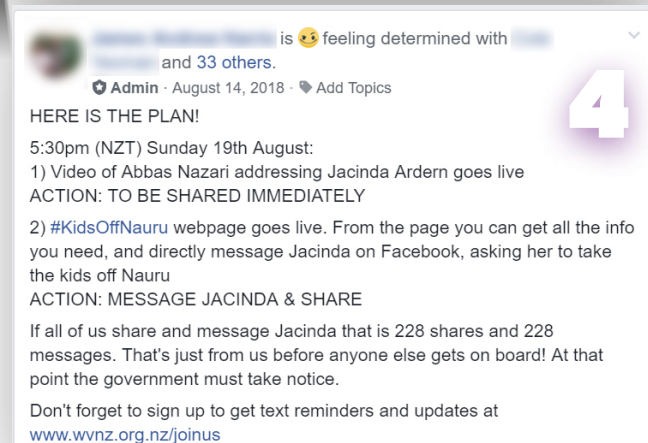 is feeling determined with
and 33 others.
Admin · August 14, 2018 · Add Topics
4
HERE IS THE PLAN!
5:30pm (NZT) Sunday 19th August:
1) Video of Abbas Nazari addressing Jacinda Ardern goes live
ACTION: TO BE SHARED IMMEDIATELY
2) #KidsOffNauru webpage goes live. From the page you can get all the info
you need, and directly message Jacinda on Facebook, asking her to take
the kids off Nauru
ACTION: MESSAGE JACINDA & SHARE
If all of us share and message Jacinda that is 228 shares and 228
messages. That's just from us before anyone else gets on board! At that
point the government must take notice.
Don't forget to sign up to get text reminders and updates at
www.wvnz.org.nz/joinus